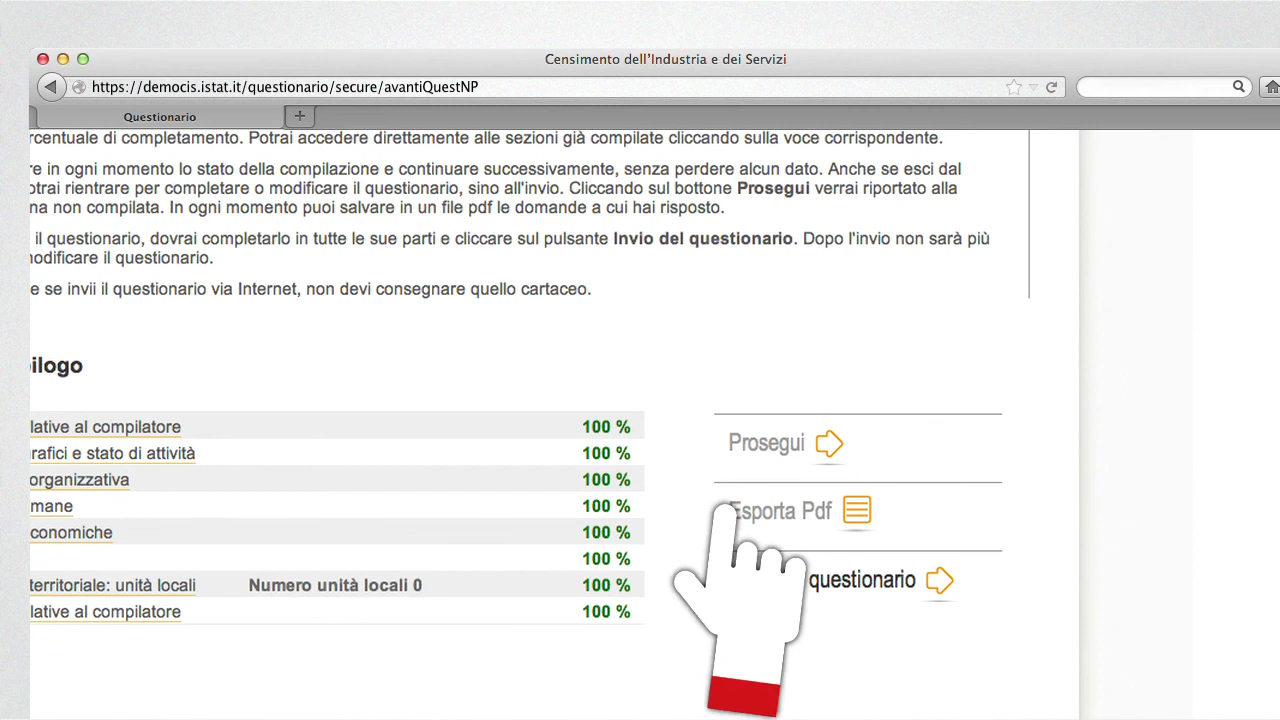 Censimento dell'Industria e dei Servizi
https://democis.istat.it/questionario/secure/avantiQuestNP
Questionario
rcentuale di completamento. Potrai accedere direttamente alle sezioni già compilate cliccando sulla voce corrispondente.
re in ogni momento lo stato della compilazione e continuare successivamente, senza perdere alcun dato. Anche se esci dal
otrai rientrare per completare o modificare il questionario, sino all'invio. Cliccando sul bottone Prosegui verrai riportato alla
na non compilata. In ogni momento puoi salvare in un file pdf le domande a cui hai risposto.
il questionario, dovrai completarlo in tutte le sue parti e cliccare sul pulsante Invio del questionario. Dopo l'invio non sarà più
modificare il questionario.
e se invii il questionario via Internet, non devi consegnare quello cartaceo.
ilogo
lative al compilatore 100 %
rafici e stato di attività 100 %
organizzativa 100 %
mane 100 %
conomiche 100 %
100 %
territoriale: unità locali Numero unità locali 0 100 %
lative al compilatore 100 %
Prosegui
Esporta Pdf
questionario